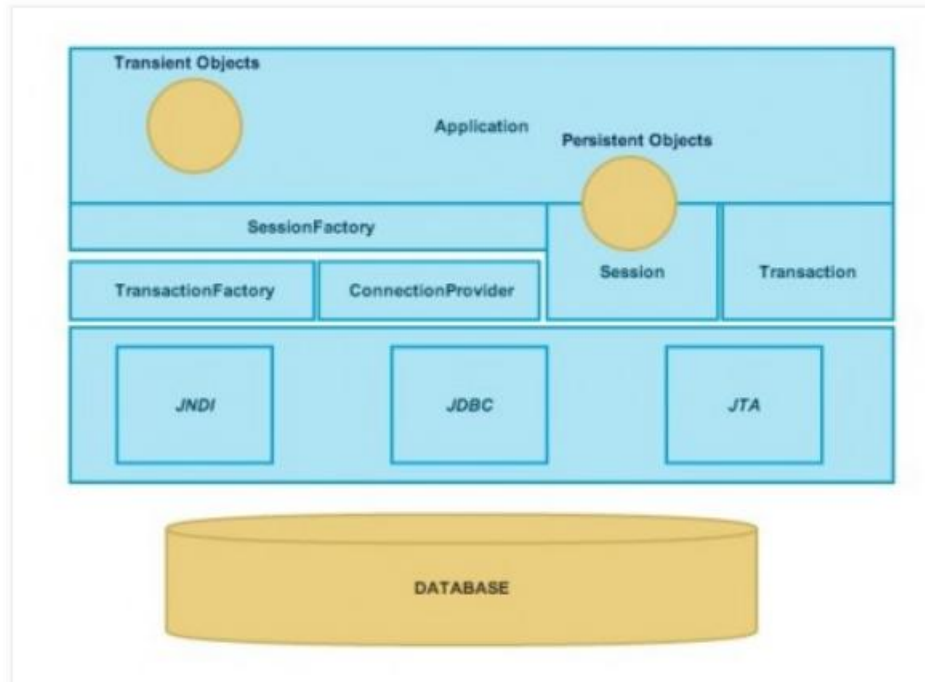 Transient Objects
Application
Persistent Objects
SessionFactory
Session
Transaction
TransactionFactory
ConnectionProvider
JNDI
JDBC
JTA
DATABASE